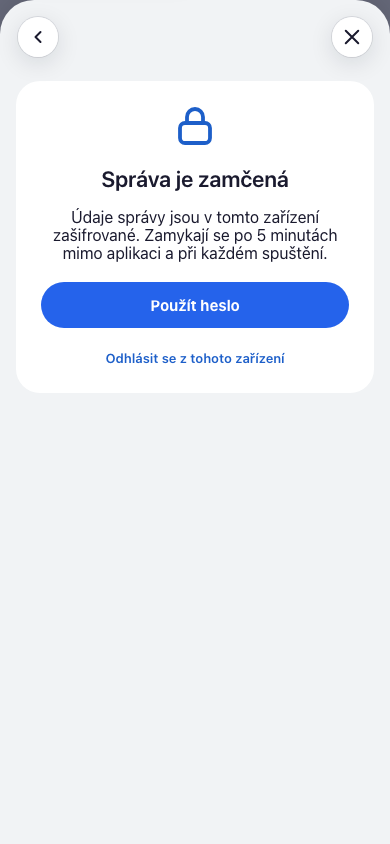 Správa je zamčená
Údaje správy jsou v tomto zařízení
zašifrované. Zamykají se po 5 minutách
mimo aplikaci a při každém spuštění.
Použít heslo
Odhlásit se z tohoto zařízení